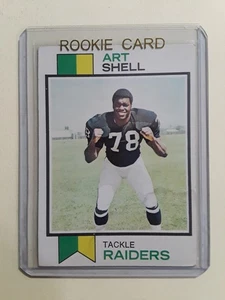 ROOKIE CARD
ART
SHELL
78
TACKLE
RAIDERS